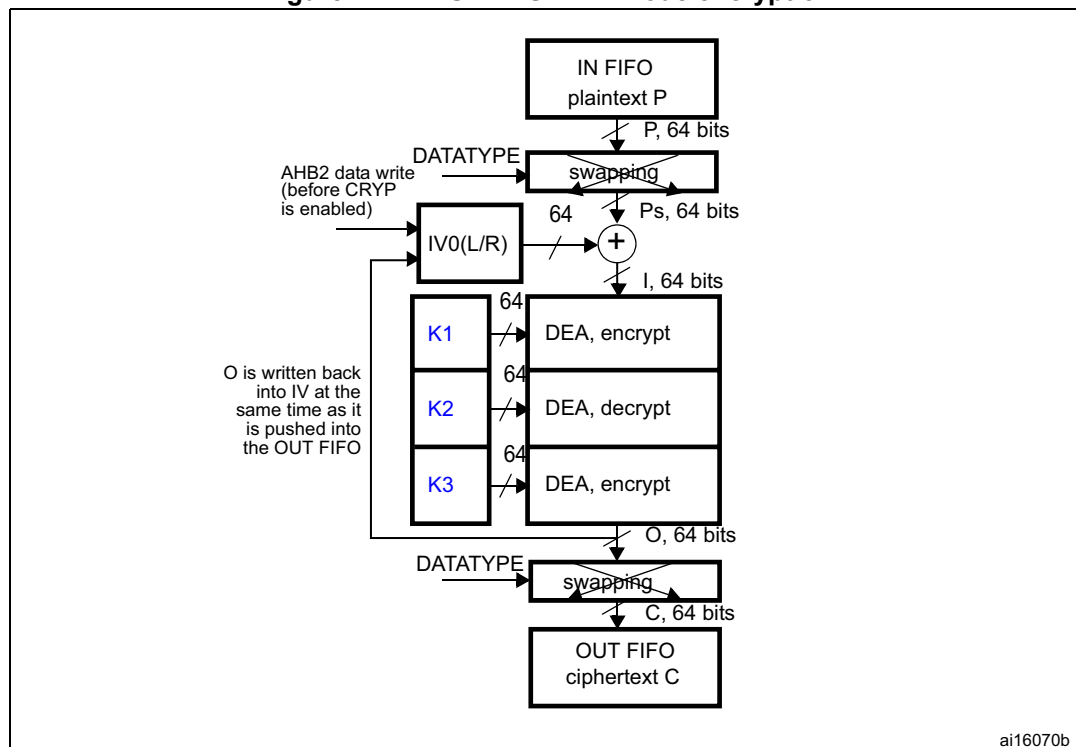 IN FIFO
plaintext P
P, 64 bits
DATATYPE
swapping
AHB2 data write
(before CRYP
is enabled)
Ps, 64 bits
64
IV0(L/R)
+
I, 64 bits
64
K1
DEA, encrypt
64
K2
DEA, decrypt
64
K3
DEA, encrypt
O is written back
into IV at the
same time as it
is pushed into
the OUT FIFO
O, 64 bits
DATATYPE
swapping
C, 64 bits
OUT FIFO
ciphertext C
ai16070b